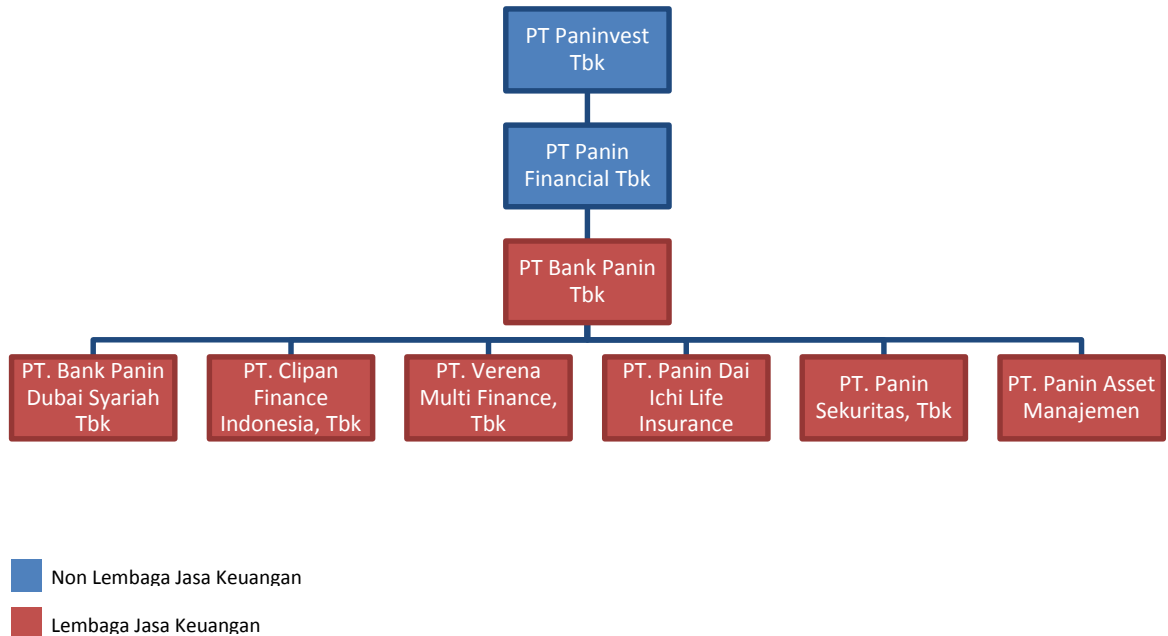 PT Paninvest
Tbk
PT Panin
Financial Tbk
PT Bank Panin
Tbk
PT. Bank Panin
Dubai Syariah
Tbk
PT. Clipan
Finance
Indonesia, Tbk
PT. Verena
Multi Finance,
Tbk
PT. Panin Dai
Ichi Life
Insurance
PT. Panin
Sekuritas, Tbk
PT. Panin Asset
Manajemen
Non Lembaga Jasa Keuangan
Lembaga Jasa Keuangan